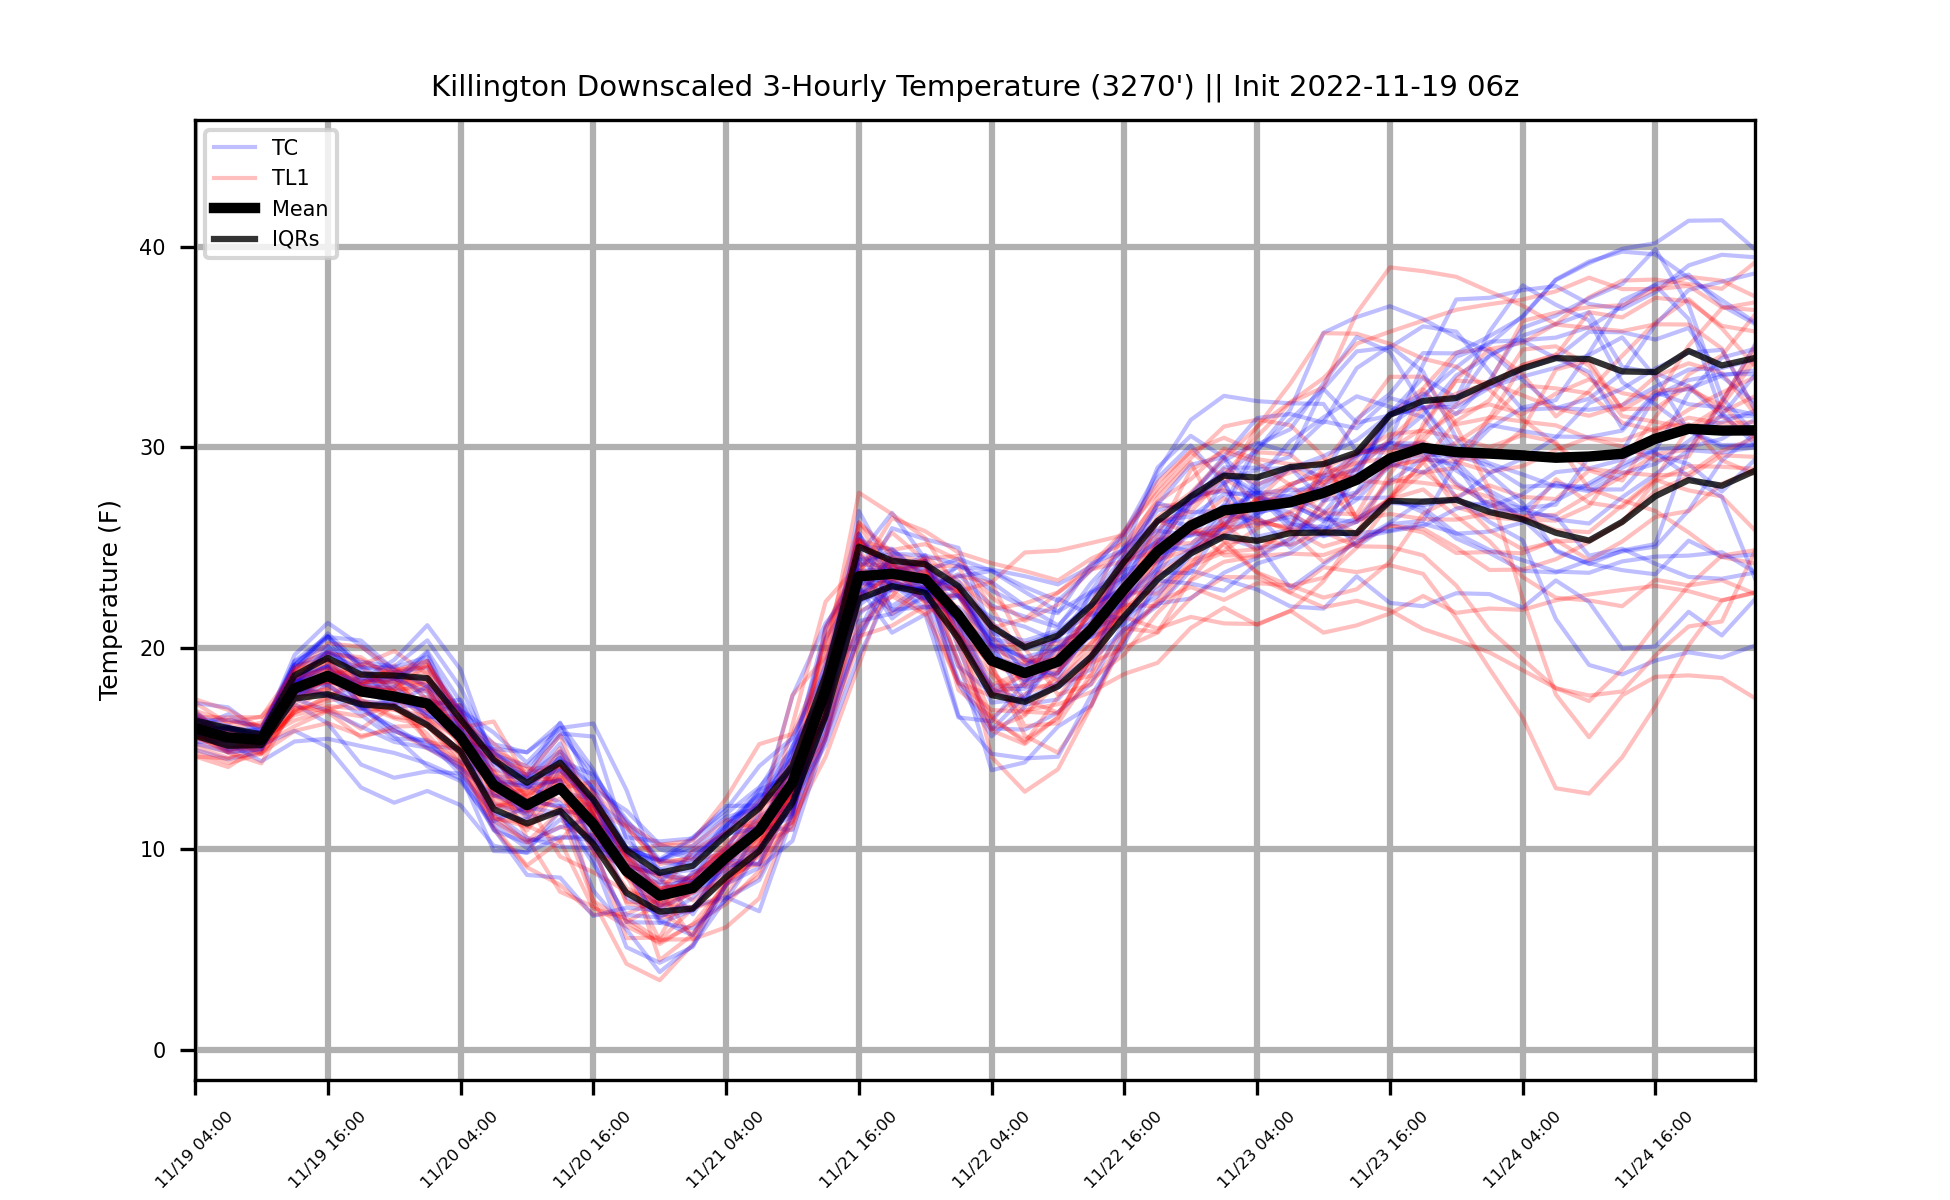 Killington Downscaled 3-Hourly Temperature (3270') || Init 2022-11-19 06z
TC
TL1
Mean
IQRs
Temperature (F)
40
30
20
10
0
11/19 04:00
11/19 16:00
11/20 04:00
11/20 16:00
11/21 04:00
11/21 16:00
11/22 04:00
11/22 16:00
11/23 04:00
11/23 16:00
11/24 04:00
11/24 16:00